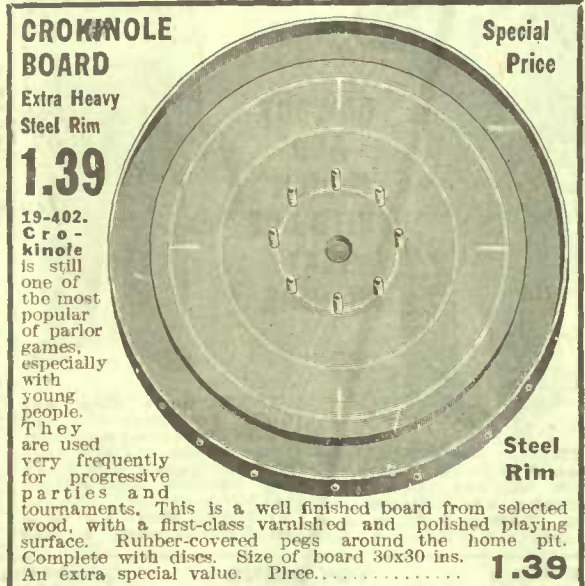 CROKINOLE
BOARD
Extra Heavy
Steel Rim
1.39
Special
Price
19-402.
Cro-
kinole
is still
one of
the most
popular
of parlor
games,
especially
with
young
people.
They
are used
very frequently
for progressive
parties and
tournaments. This is a well finished board from selected
wood, with a first-class varnished and polished playing
surface. Rubber-covered pegs around the home pit.
Complete with discs. Size of board 30x30 ins.
An extra special value. Plrce.............. 1.39
Steel
Rim